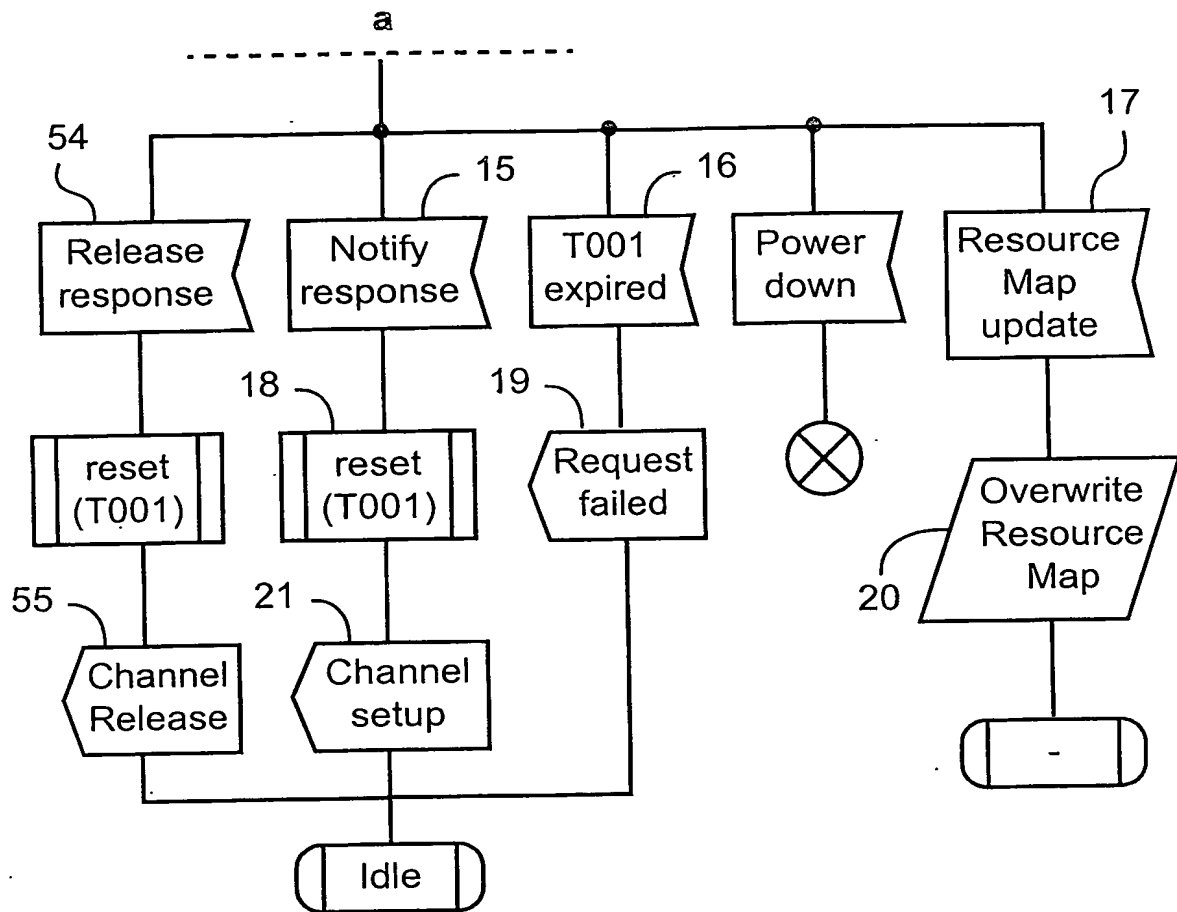 a
54
15
16
17
Release
response
Notify
response
T001
expired
Power
down
Resource
Map
update
18
19
reset
(T001)
reset
(T001)
Request
failed
Overwrite
Resource
Map
20
55
21
Channel
Release
Channel
setup
-
Idle